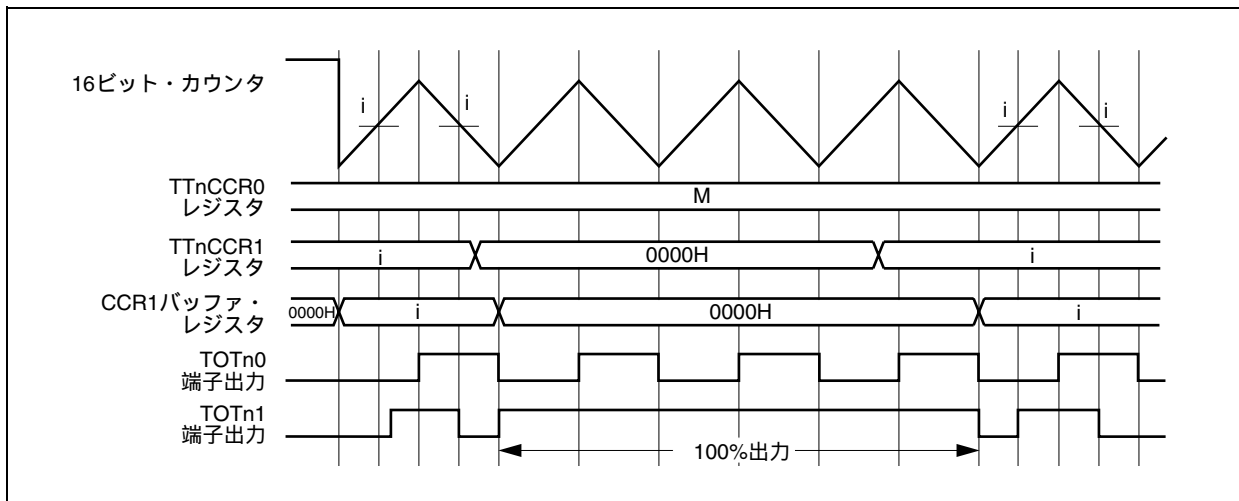 16ビット・カウンタ
i
i
i
i
TTnCCR0
レジスタ
M
TTnCCR1
レジスタ
i
0000H
i
CCR1バッファ・
レジスタ
0000H
i
0000H
i
TOTn0
端子出力
TOTn1
端子出力
100%出力